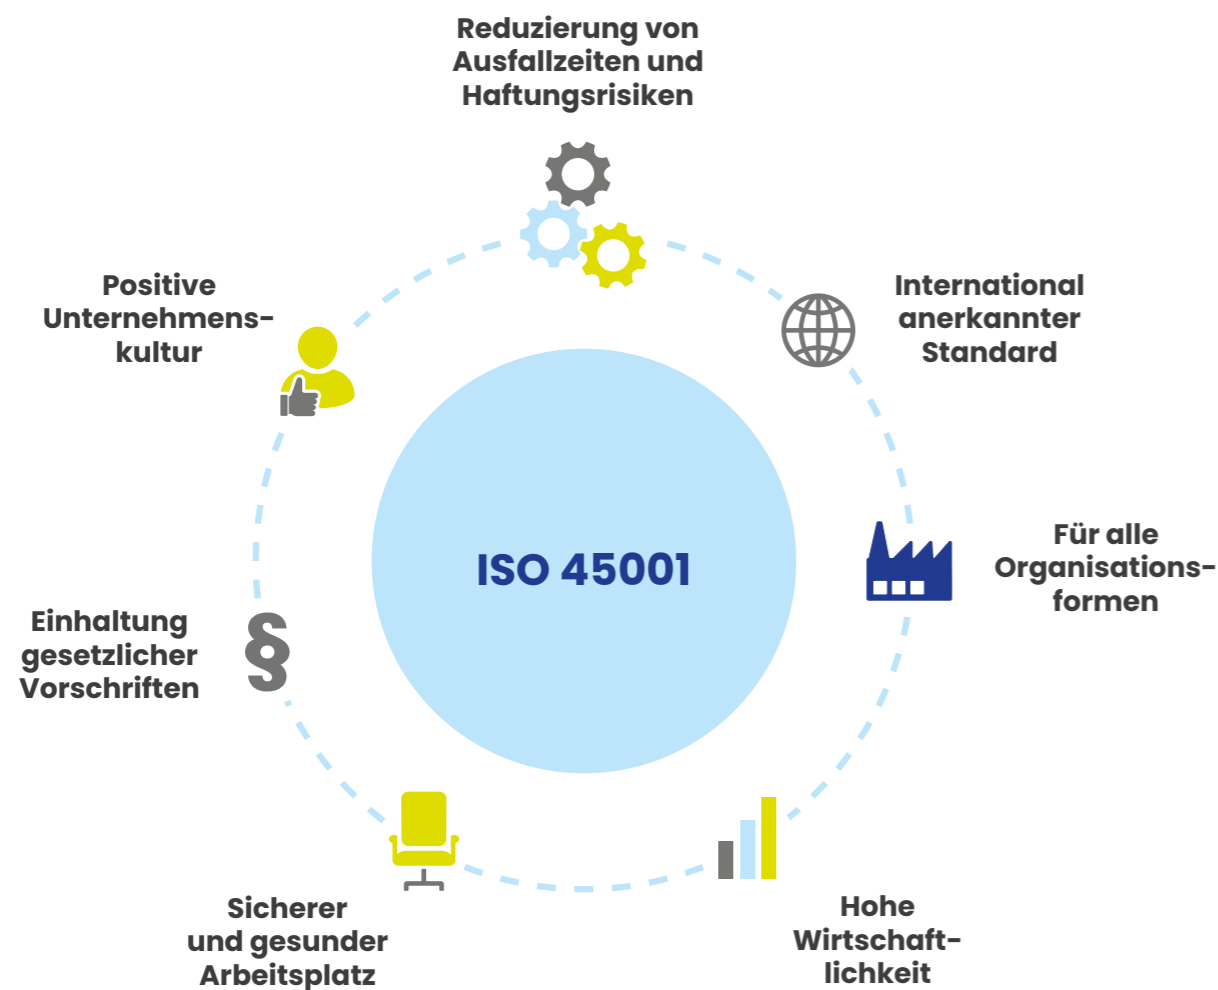 Reduzierung von
Ausfallzeiten und
Haftungsrisiken
International
anerkannter
Standard
Für alle
Organisations-
formen
Hohe
Wirtschaft-
lichkeit
Sicherer
und gesunder
Arbeitsplatz
Einhaltung
gesetzlicher
Vorschriften
Positive
Unternehmens-
kultur
ISO 45001
§